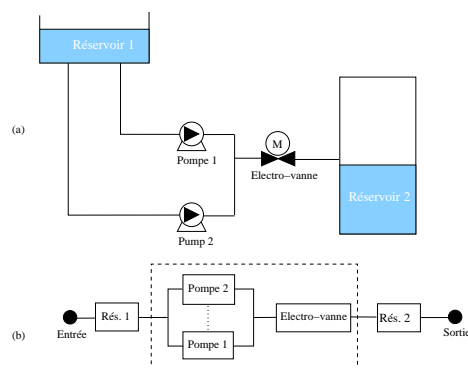 Réservoir 1
(a)
Pompe 1
M
Electro-vanne
Réservoir 2
Pump 2
Pompe 2
Rés. 1
Electro-vanne
Rés. 2
Entrée
Sortie
(b)
Pompe 1